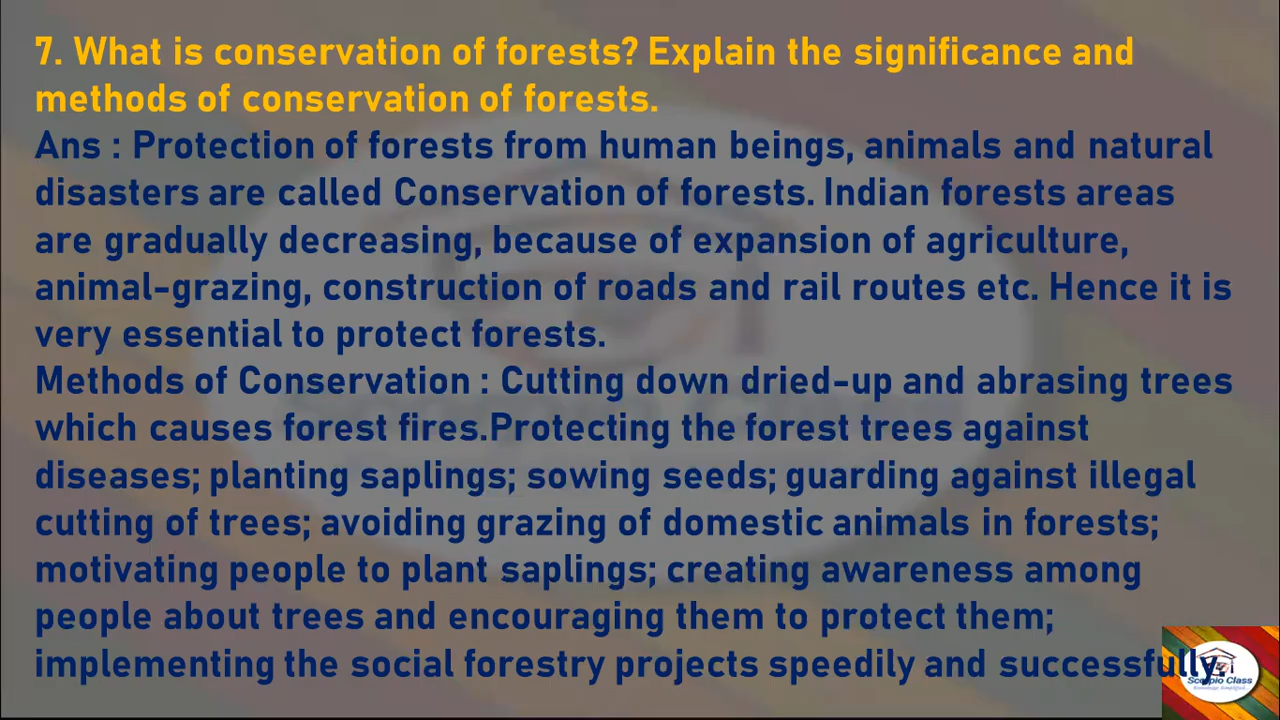 7. What is conservation of forests? Explain the significance and
methods of conservation of forests.
Ans : Protection of forests from human beings, animals and natural
disasters are called Conservation of forests. Indian forests areas
are gradually decreasing, because of expansion of agriculture,
animal-grazing, construction of roads and rail routes etc. Hence it is
very essential to protect forests.
Methods of Conservation : Cutting down dried-up and abrasing trees
which causes forest fires.Protecting the forest trees against
diseases; planting saplings; sowing seeds; guarding against illegal
cutting of trees; avoiding grazing of domestic animals in forests;
motivating people to plant saplings; creating awareness among
people about trees and encouraging them to protect them;
implementing the social forestry projects speedily and successfully.
Scorpio Class
Knowledge Simplified...